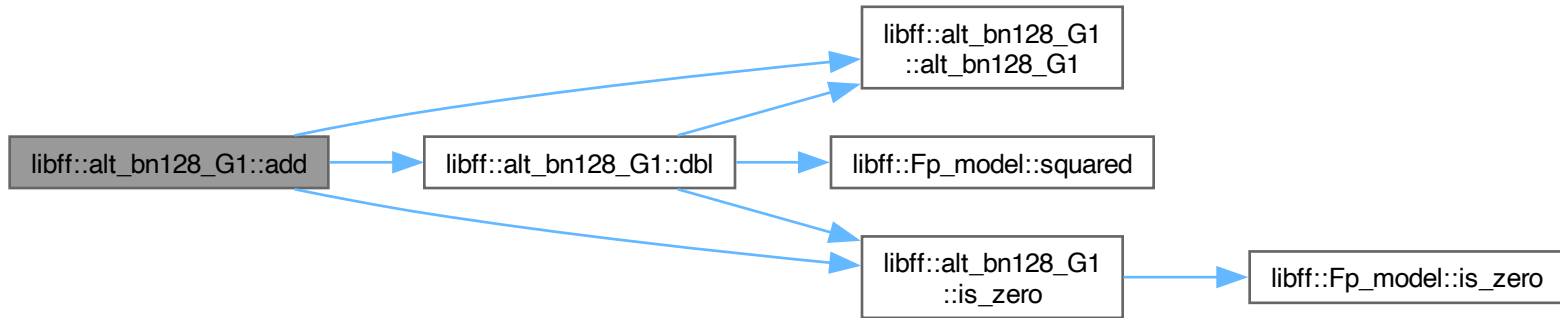 libff::alt_bn128_G1::add
libff::alt_bn128_G1::dbl
libff::alt_bn128_G1
::alt_bn128_G1
libff::Fp_model::squared
libff::alt_bn128_G1
::is_zero
libff::Fp_model::is_zero